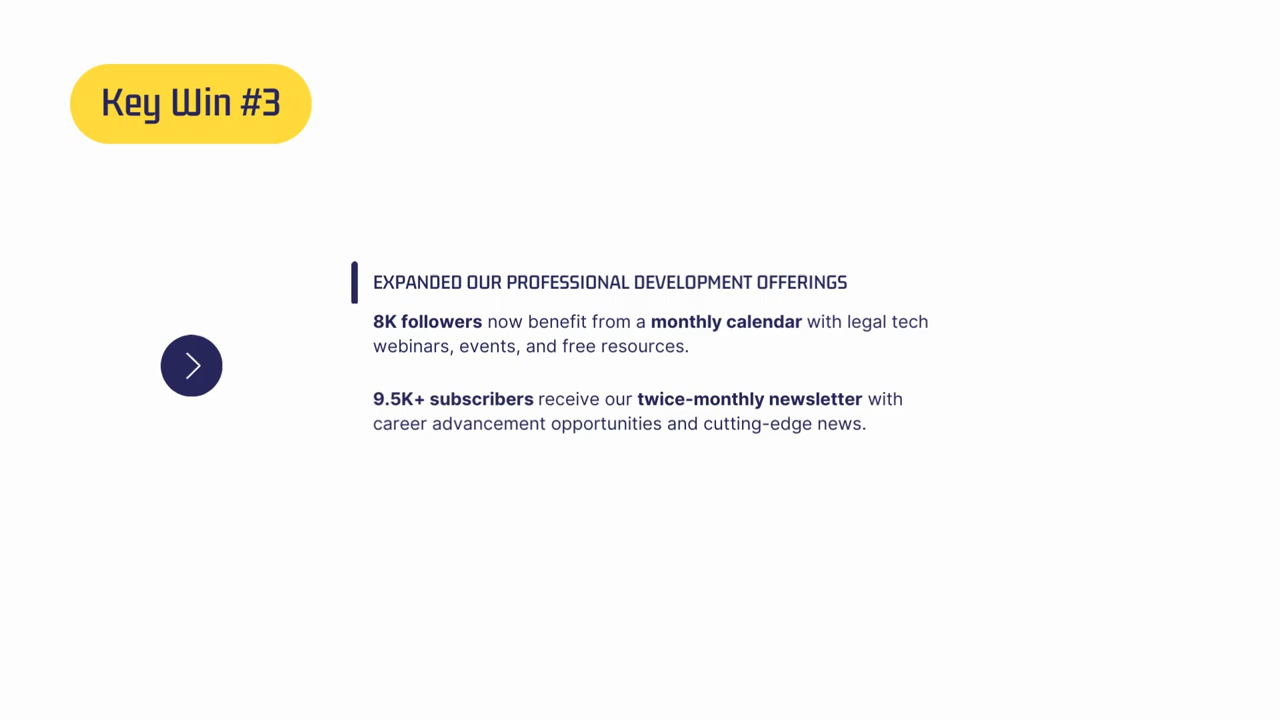 Key Win #3
EXPANDED OUR PROFESSIONAL DEVELOPMENT OFFERINGS
8K followers now benefit from a monthly calendar with legal tech
webinars, events, and free resources.
9.5K+ subscribers receive our twice-monthly newsletter with
career advancement opportunities and cutting-edge news.